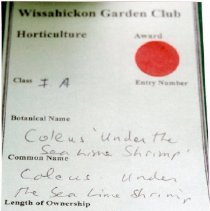 Wissahickon Garden Club
Horticulture Award
Class I A Entry Number
Botanical Name
Coleus 'Under the
Sea Lime Shrimp'
Common Name
Coleus Under
the Sea Lime Shrimp
Length of Ownership